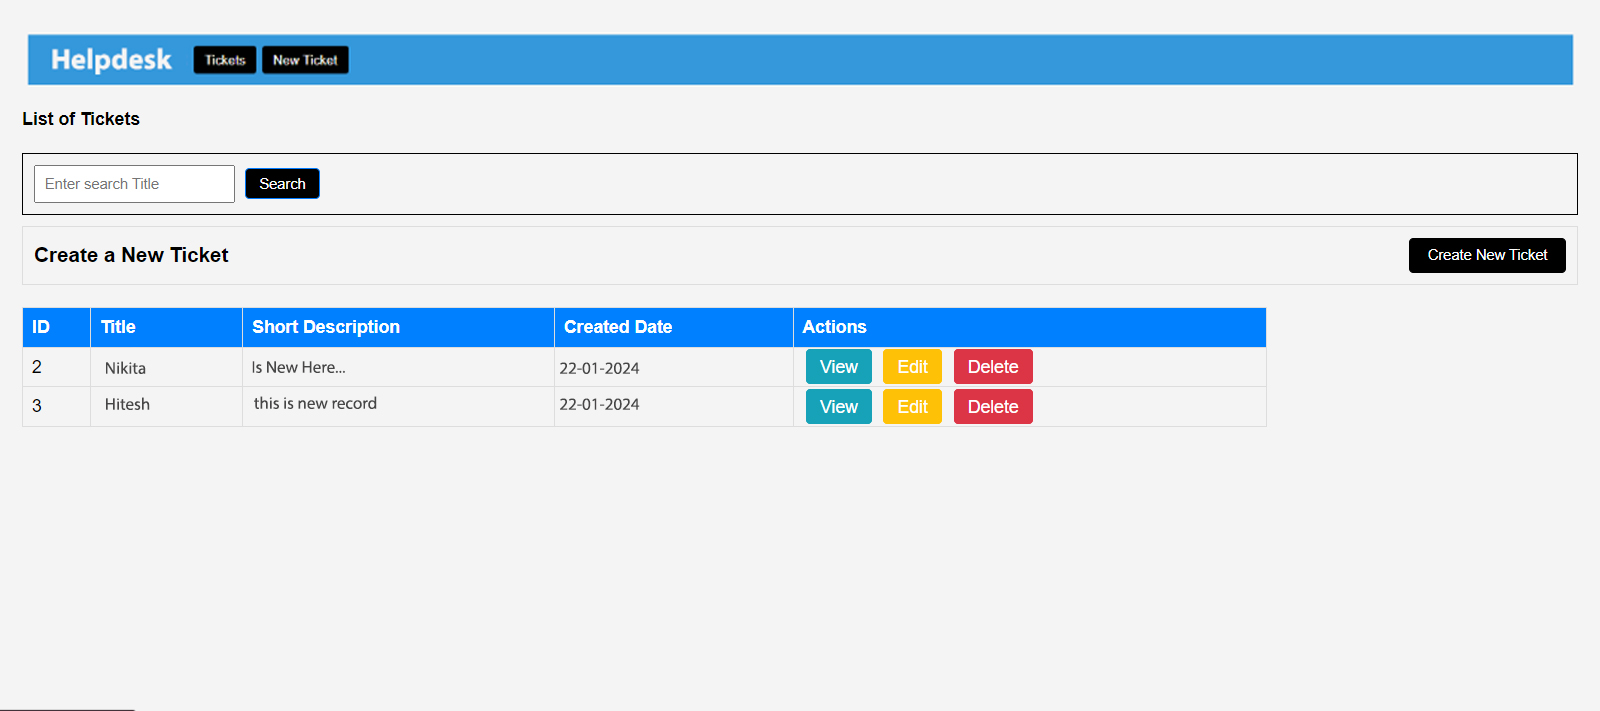 Helpdesk Tickets New Ticket
List of Tickets
Enter search Title Search
Create a New Ticket Create New Ticket
ID Title Short Description Created Date Actions
2 Nikita Is New Here... 22-01-2024 View Edit Delete
3 Hitesh this is new record 22-01-2024 View Edit Delete